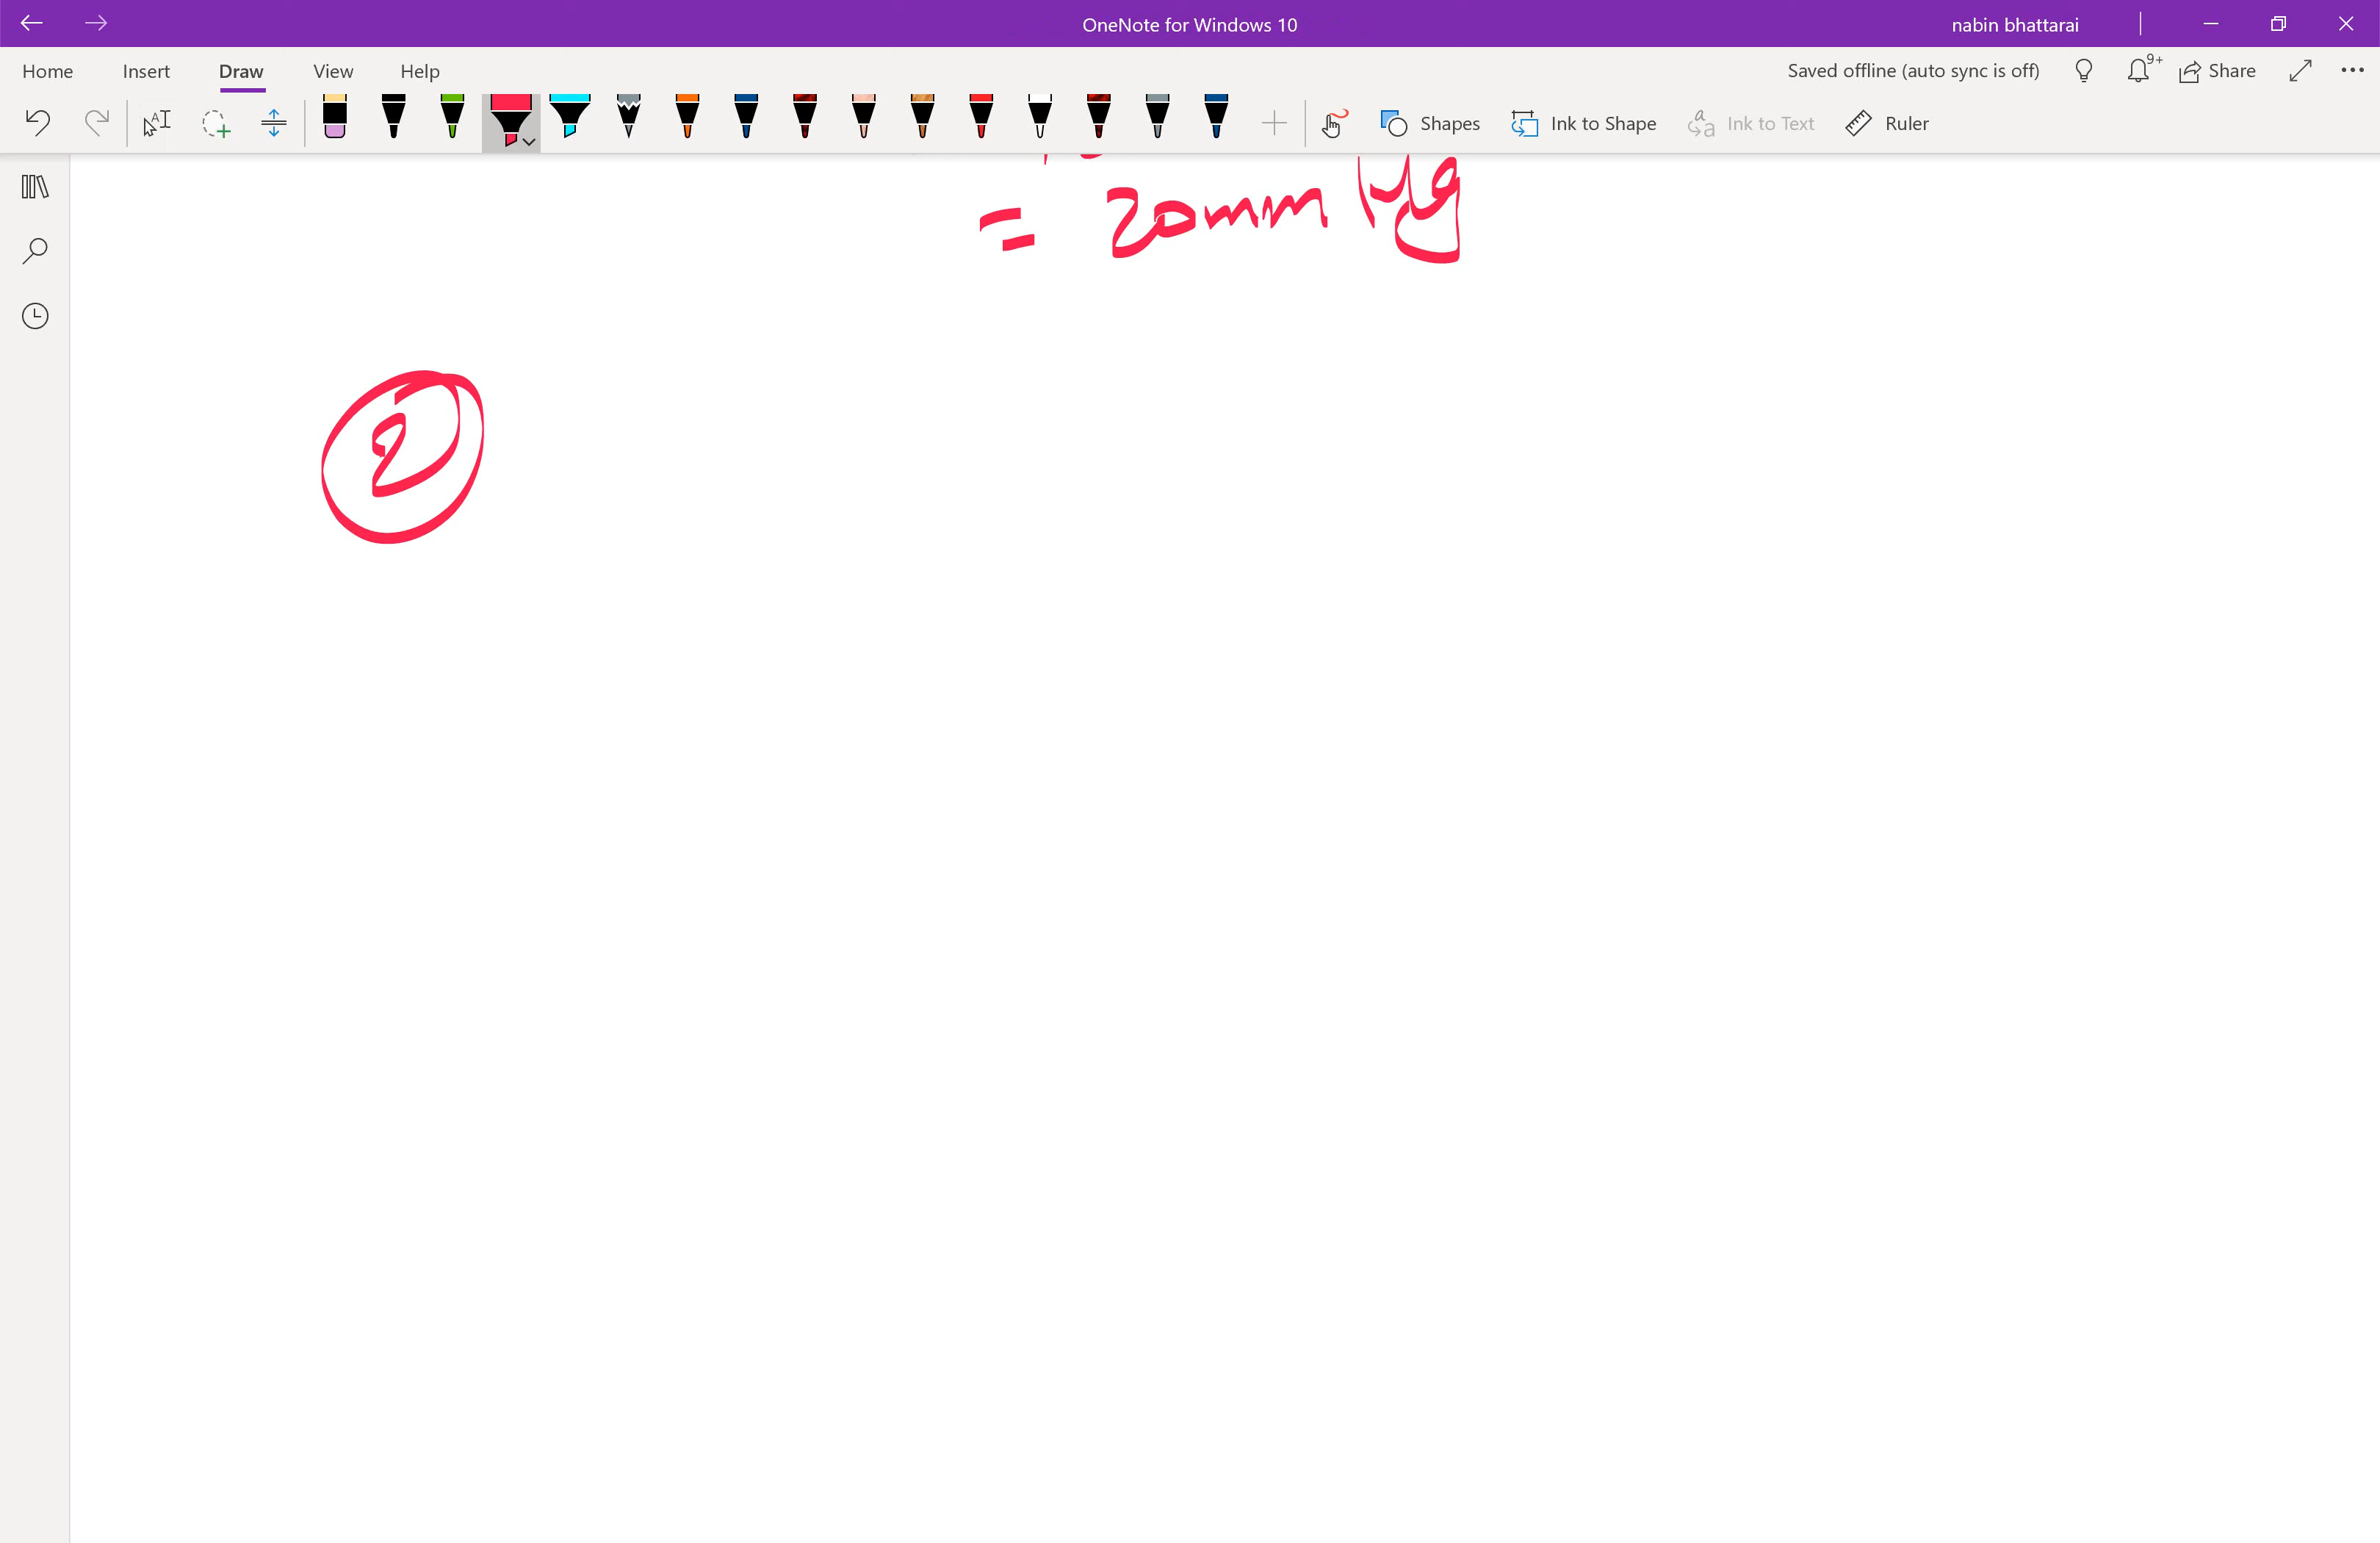 OneNote for Windows 10
nabin bhattarai
Home Insert Draw View Help
Saved offline (auto sync is off)
9+
Share
Shapes
Ink to Shape
Ink to Text
Ruler
= 20mm Hg
2